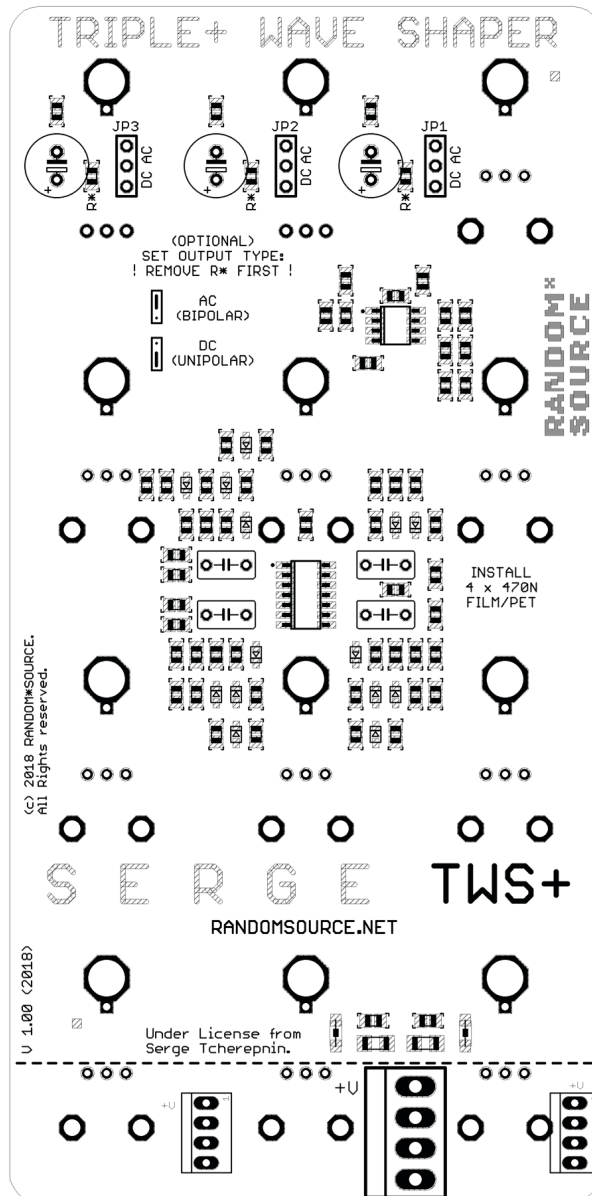 TRIPLE+ WAVE SHAPER
JP3
JP2
JP1
DC AC
DC AC
DC AC
+
+
+
R*
R*
R*
(OPTIONAL)
SET OUTPUT TYPE:
! REMOVE R* FIRST !
AC
(BIPOLAR)
DC
(UNIPOLAR)
RANDOM*
SOURCE
INSTALL
4 x 470N
FILM/PET
(c) 2018 RANDOM*SOURCE.
All Rights reserved.
SERGE
TWS+
RANDOMSOURCE.NET
V 1.00 (2018)
Under License from
Serge Tcherepnin.
+V
1
+V
+V
1